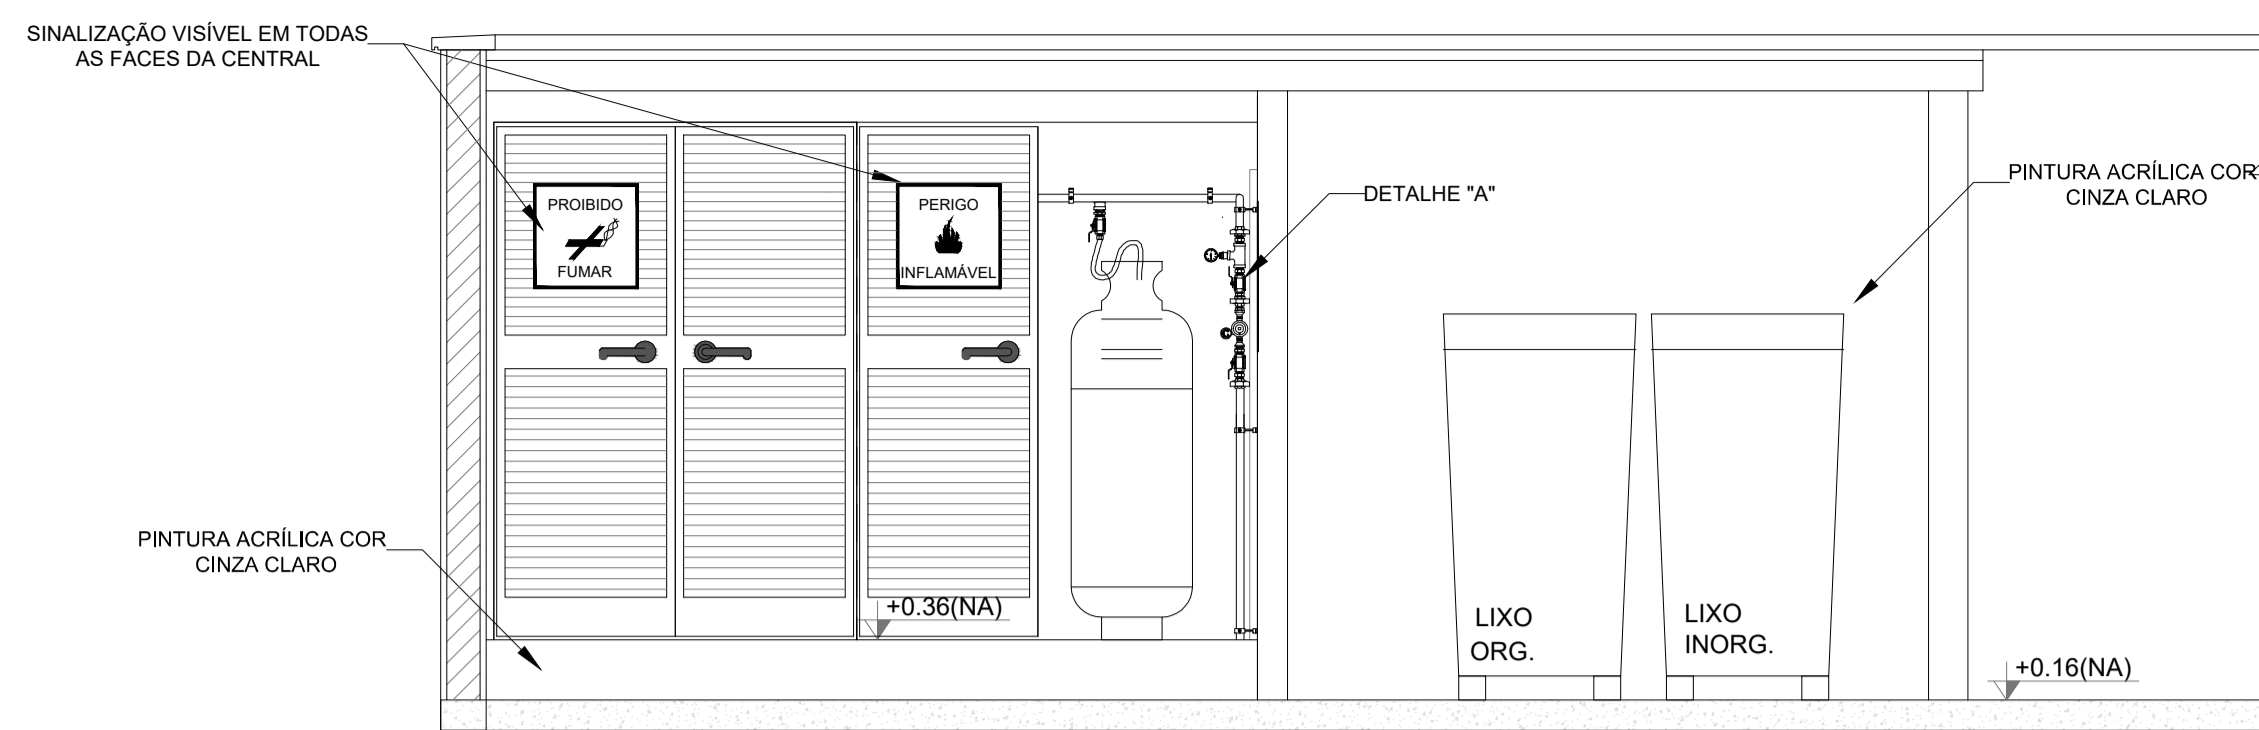 SINALIZAÇÃO VISÍVEL EM TODAS
AS FACES DA CENTRAL
PROIBIDO
FUMAR
PERIGO
INFLAMÁVEL
DETALHE "A"
PINTURA ACRÍLICA COR
CINZA CLARO
PINTURA ACRÍLICA COR
CINZA CLARO
+0.36(NA)
LIXO
ORG.
LIXO
INORG.
+0.16(NA)